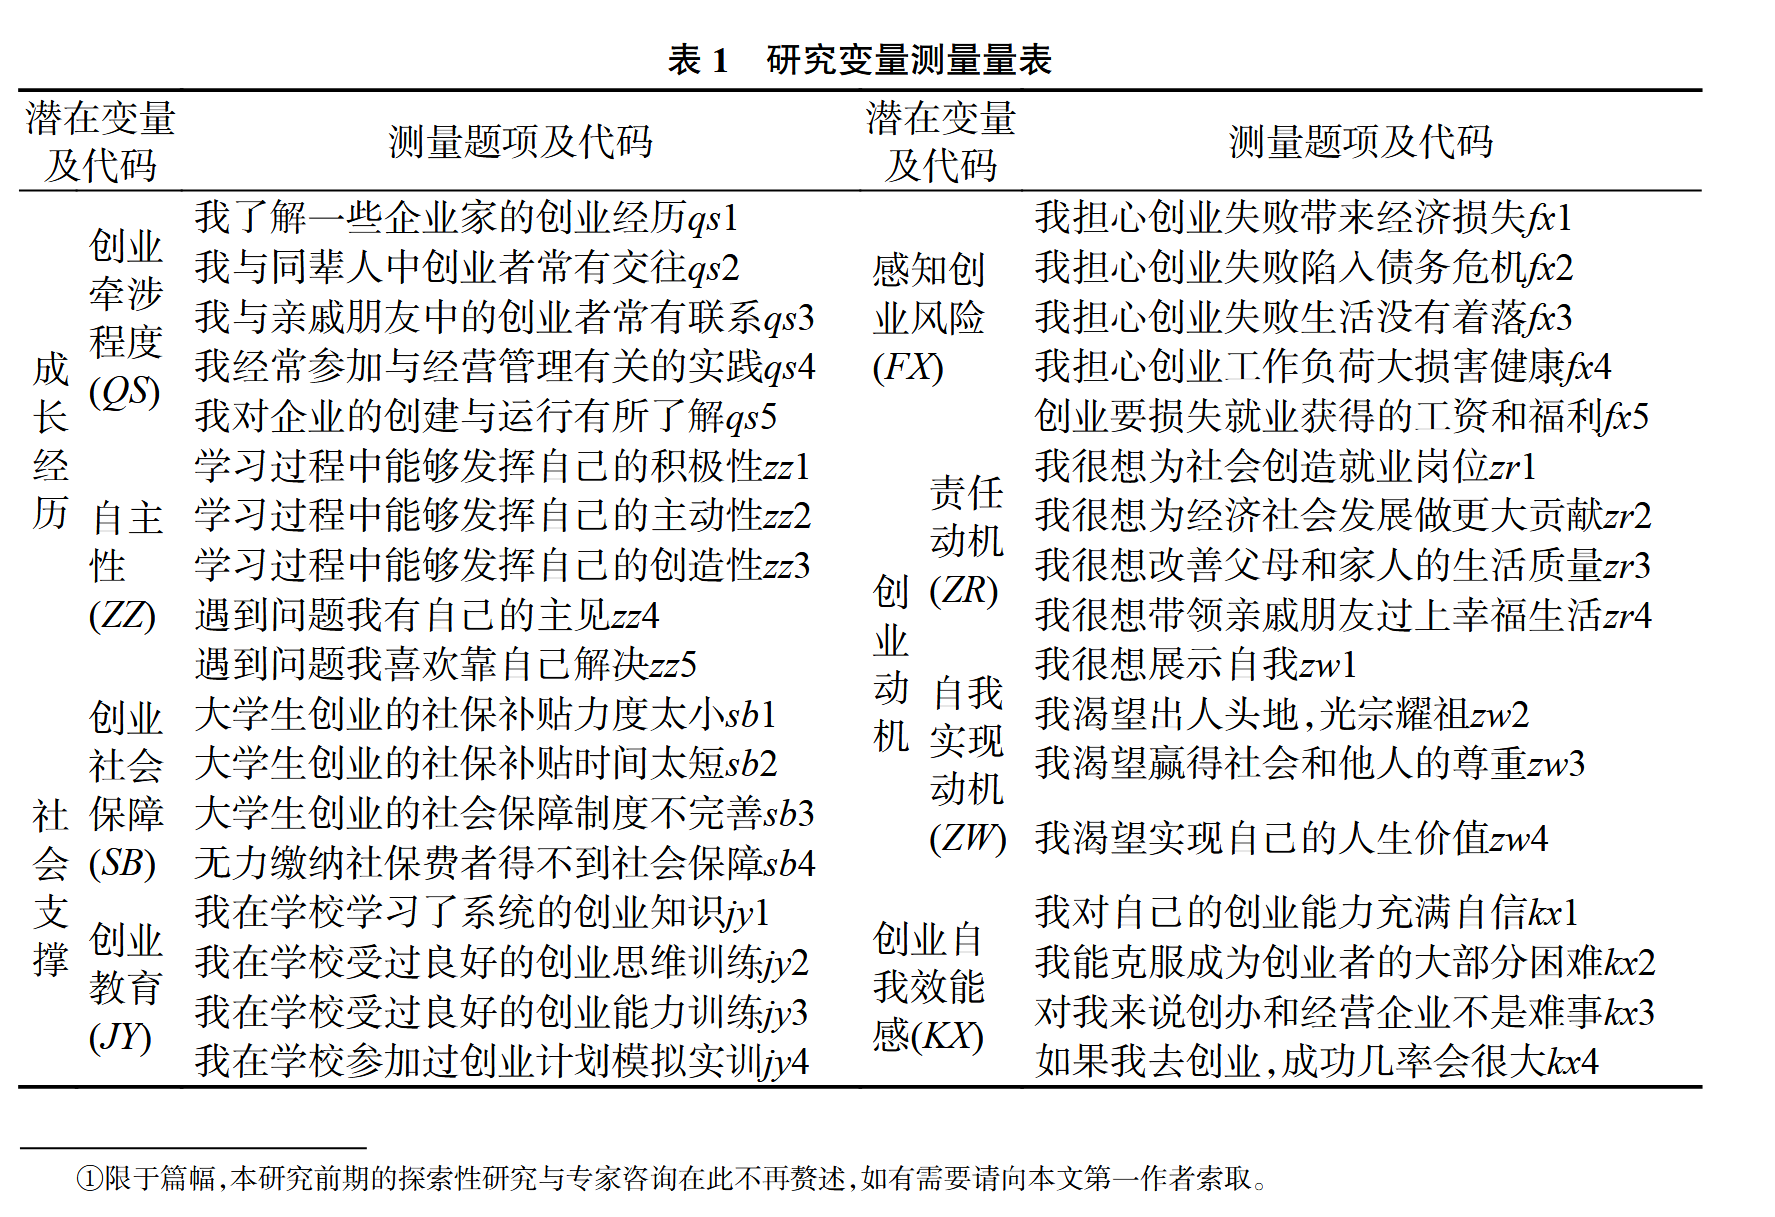 表 1 研究变量测量量表
潜在变量
及代码
测量题项及代码
潜在变量
及代码
测量题项及代码
成长经历
创业
牵涉
程度
(QS)
我了解一些企业家的创业经历qs1
我与同辈人中创业者常有交往qs2
我与亲戚朋友中的创业者常有联系qs3
我经常参加与经营管理有关的实践qs4
我对企业的创建与运行有所了解qs5
自主
性
(ZZ)
学习过程中能够发挥自己的积极性zz1
学习过程中能够发挥自己的主动性zz2
学习过程中能够发挥自己的创造性zz3
遇到问题我有自己的主见zz4
遇到问题我喜欢靠自己解决zz5
社会支撑
创业
社会
保障
(SB)
大学生创业的社保补贴力度太小sb1
大学生创业的社保补贴时间太短sb2
大学生创业的社会保障制度不完善sb3
无力缴纳社保费者得不到社会保障sb4
创业
教育
(JY)
我在学校学习了系统的创业知识jy1
我在学校受过良好的创业思维训练jy2
我在学校受过良好的创业能力训练jy3
我在学校参加过创业计划模拟实训jy4
感知创
业风险
(FX)
我担心创业失败带来经济损失fx1
我担心创业失败陷入债务危机fx2
我担心创业失败生活没有着落fx3
我担心创业工作负荷大损害健康fx4
创业要损失就业获得的工资和福利fx5
创业动机
责任
动机
(ZR)
我很想为社会创造就业岗位zr1
我很想为经济社会发展做更大贡献zr2
我很想改善父母和家人的生活质量zr3
我很想带领亲戚朋友过上幸福生活zr4
自我
实现
动机
(ZW)
我很想展示自我zw1
我渴望出人头地,光宗耀祖zw2
我渴望赢得社会和他人的尊重zw3
我渴望实现自己的人生价值zw4
创业自
我效能
感(KX)
我对自己的创业能力充满自信kx1
我能克服成为创业者的大部分困难kx2
对我来说创办和经营企业不是难事kx3
如果我去创业,成功几率会很大kx4
①限于篇幅,本研究前期的探索性研究与专家咨询在此不再赘述,如有需要请向本文第一作者索取。